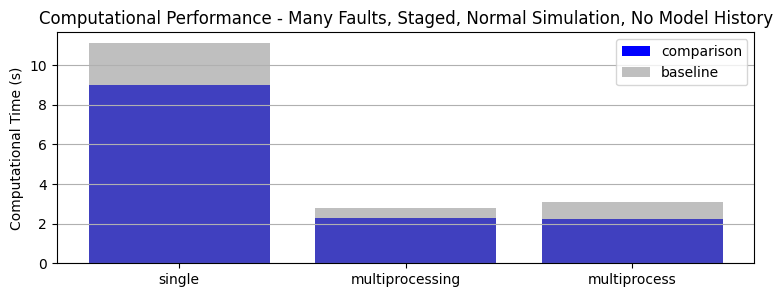 Computational Performance - Many Faults, Staged, Normal Simulation, No Model History
Computational Time (s)
10
8
6
4
2
0
comparison
baseline
single
multiprocessing
multiprocess